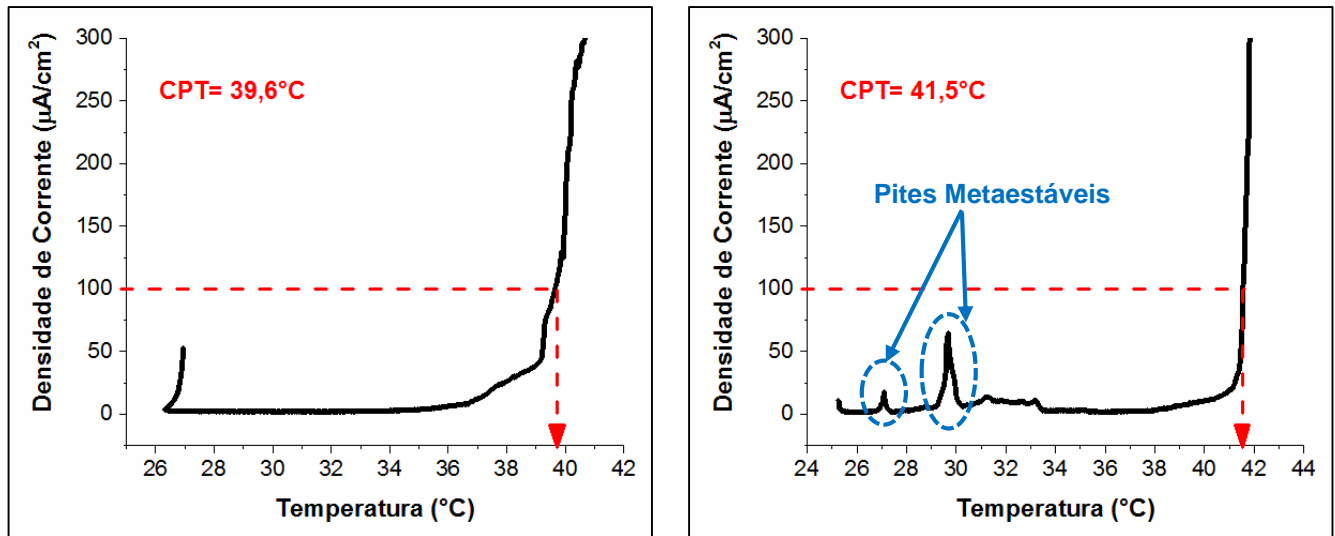 Densidade de Corrente (µA/cm²)
300
250
200
150
100
50
0
CPT= 39,6°C
26 28 30 32 34 36 38 40 42
Temperatura (°C)
Densidade de Corrente (µA/cm²)
300
250
200
150
100
50
0
CPT= 41,5°C
Pites Metaestáveis
24 26 28 30 32 34 36 38 40 42 44
Temperatura (°C)